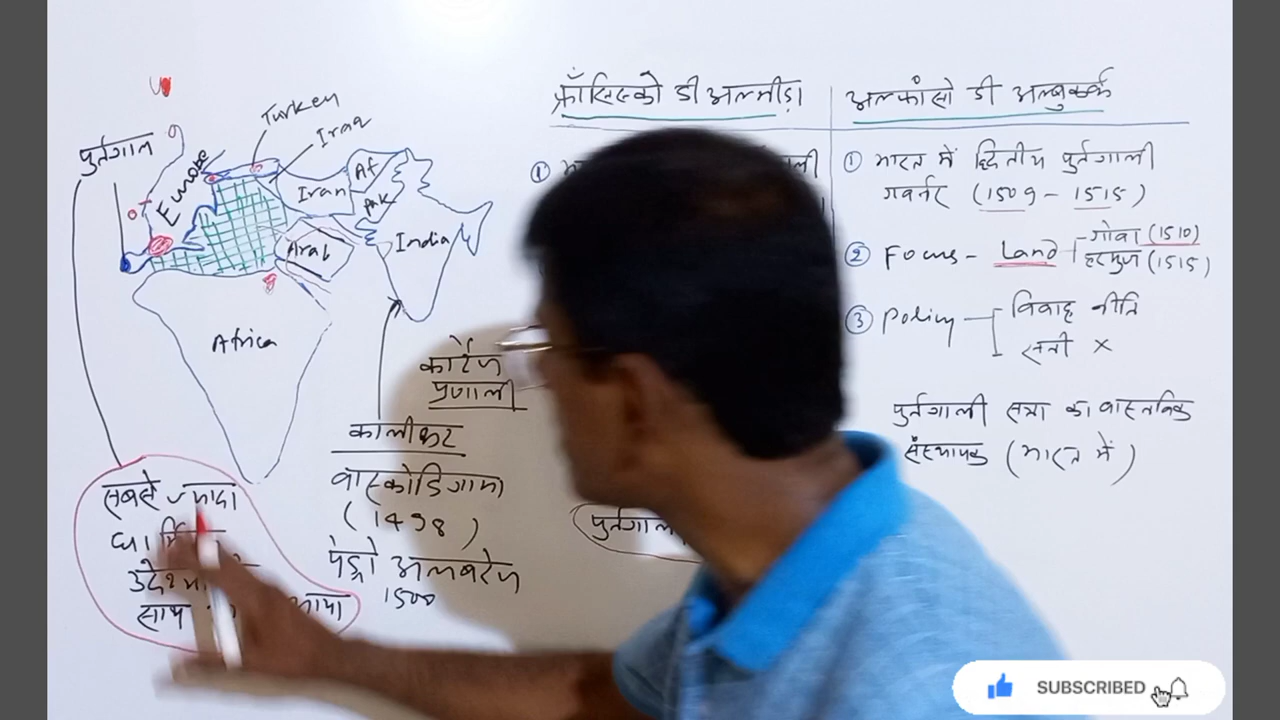 Turkey
Iraq
पुर्तगाल
Europe
Iran
Af
Pak
Arab
India
Africa
कार्टेज
प्रणाली
कालीकट
वास्कोडिगामा
(1498)
पेड्रो अलबरेज
1500
सबसे ज्यादा
साथ
फ्राँसिस्को डी अल्मीडा
①
पुर्तगाल
अल्फांसो डी अल्बुकर्क
① भारत में द्वितीय पुर्तगाली
गवर्नर (1509 - 1515)
② Focus - Land गोवा (1510)
हरमुज (1515)
③ Policy विवाह नीति
सती ×
पुर्तगाली सत्ता का वास्तविक
संस्थापक (भारत में)
SUBSCRIBED